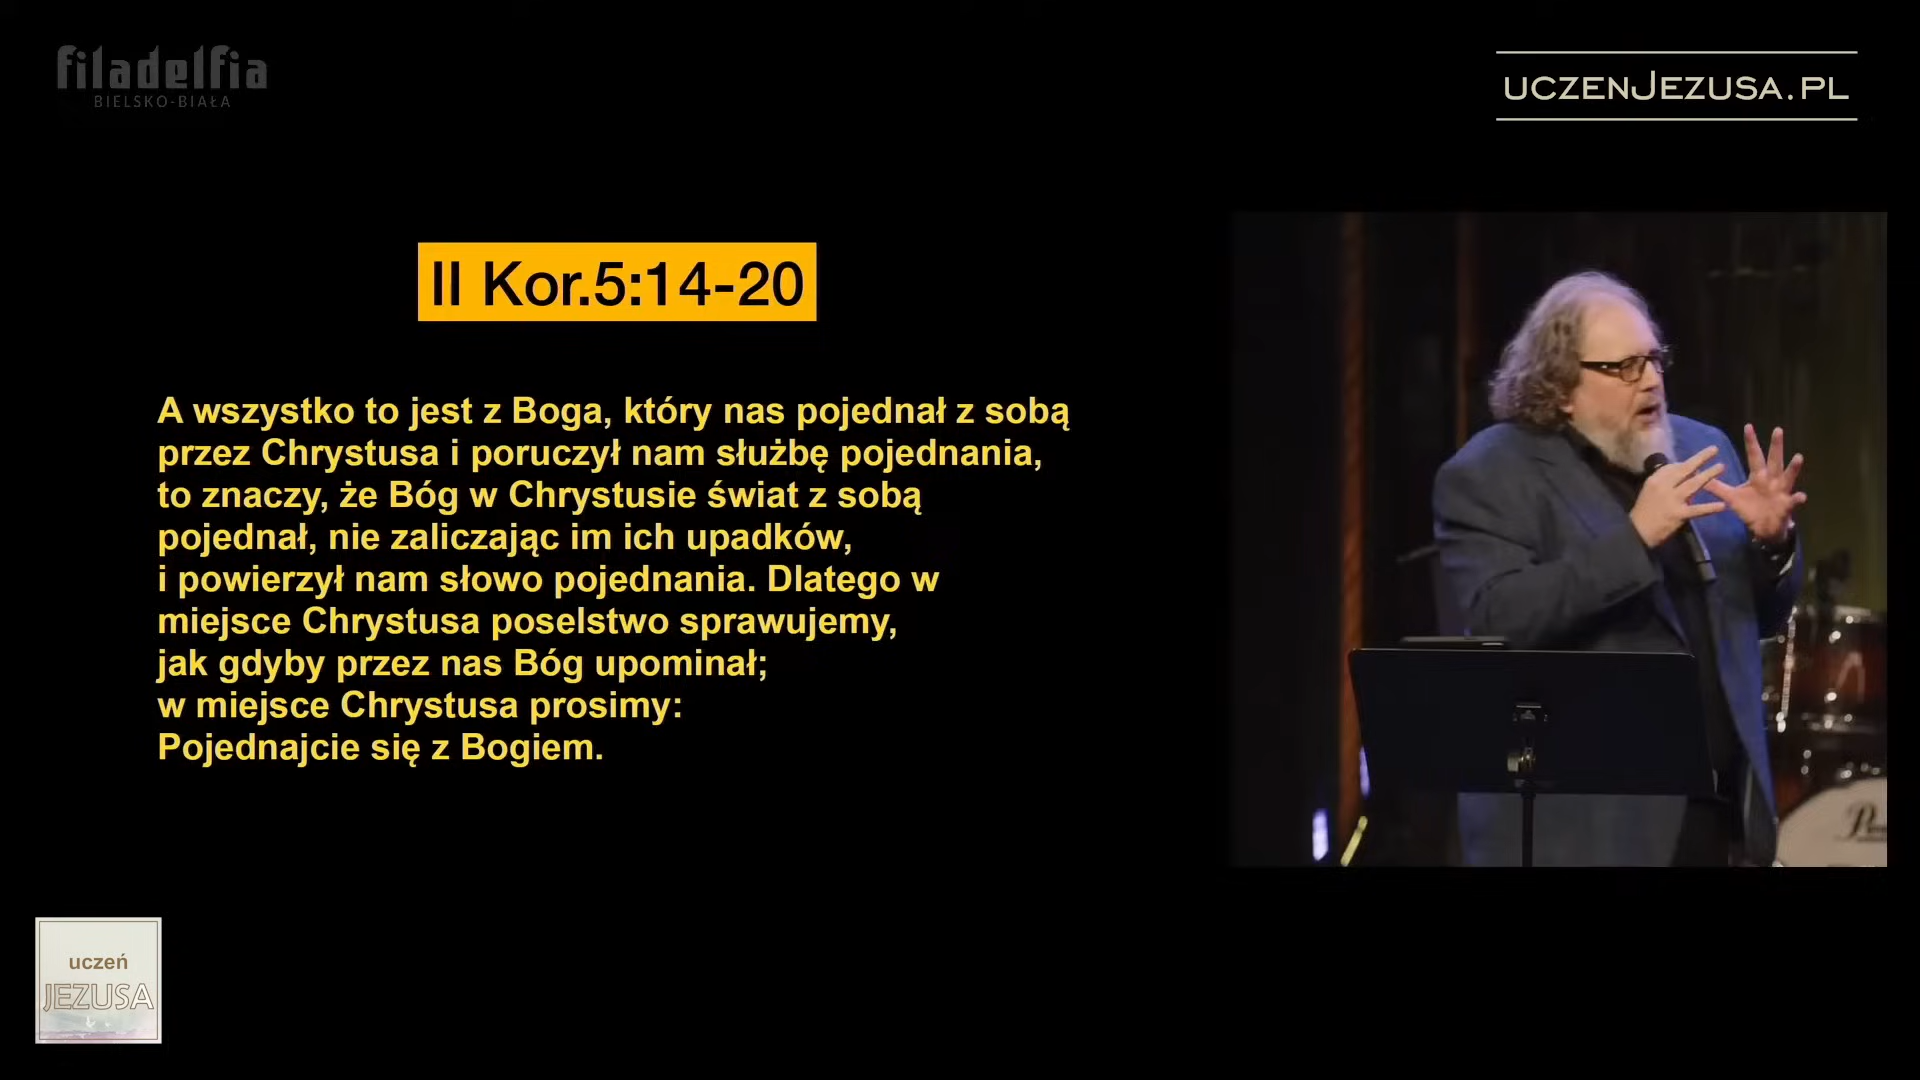 filadelfia
BIELSKO-BIAŁA
UCZENJEZUSA.PL
II Kor.5:14-20
A wszystko to jest z Boga, który nas pojednał z sobą
przez Chrystusa i poruczył nam służbę pojednania,
to znaczy, że Bóg w Chrystusie świat z sobą
pojednał, nie zaliczając im ich upadków,
i powierzył nam słowo pojednania. Dlatego w
miejsce Chrystusa poselstwo sprawujemy,
jak gdyby przez nas Bóg upominał;
w miejsce Chrystusa prosimy:
Pojednajcie się z Bogiem.
uczeń
JEZUSA